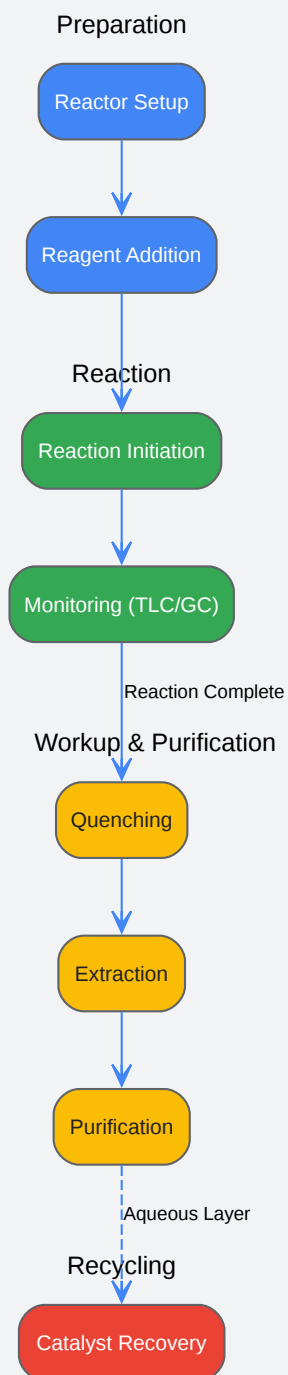 Preparation
Reactor Setup
Reagent Addition
Reaction
Reaction Initiation
Monitoring (TLC/GC)
Reaction Complete
Workup & Purification
Quenching
Extraction
Purification
Aqueous Layer
Recycling
Catalyst Recovery